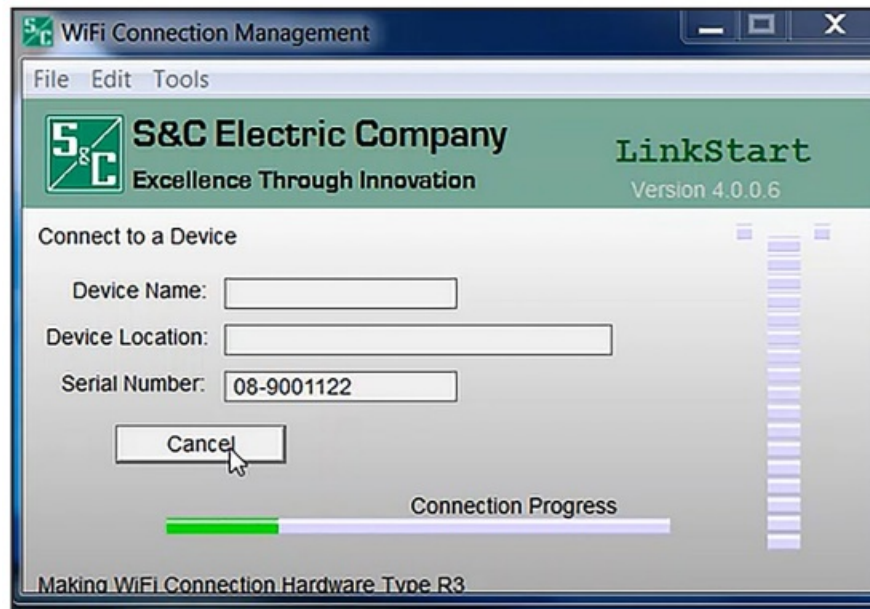 S&C WiFi Connection Management
File Edit Tools
S&C S&C Electric Company
Excellence Through Innovation
LinkStart
Version 4.0.0.6
Connect to a Device
Device Name:
Device Location:
Serial Number: 08-9001122
Cancel
Connection Progress
Making WiFi Connection Hardware Type R3